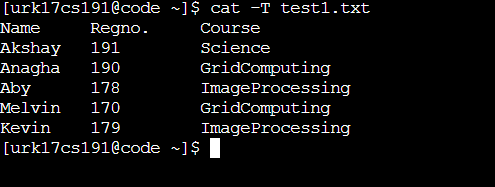 [urk17cs191@code ~]$ cat -T test1.txt
Name Regno. Course
Akshay 191 Science
Anagha 190 GridComputing
Aby 178 ImageProcessing
Melvin 170 GridComputing
Kevin 179 ImageProcessing
[urk17cs191@code ~]$